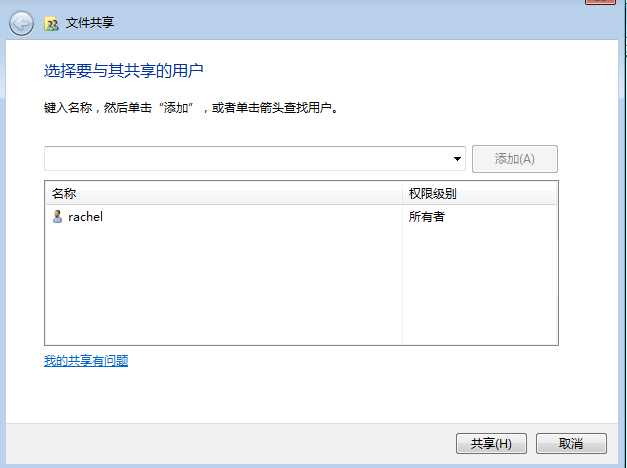 文件共享
选择要与其共享的用户
键入名称，然后单击“添加”，或者单击箭头查找用户。
添加(A)
名称 权限级别
rachel 所有者
我的共享有问题
共享(H) 取消